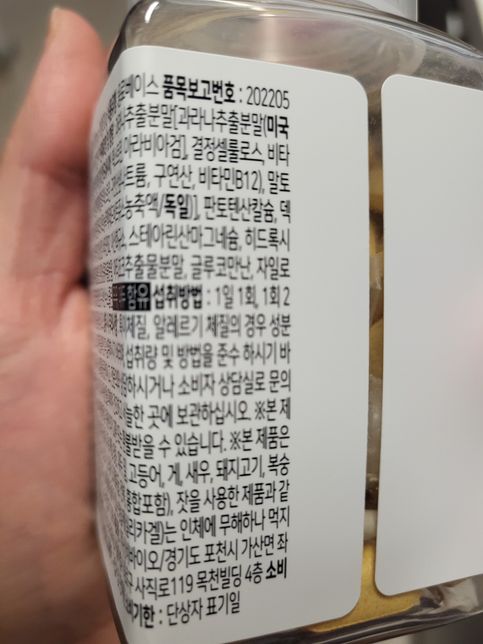 베이스 품목보고번호 : 202205
추출분말[과라나추출분말(미국
아라비아검], 결정셀룰로스, 비타
트륨, 구연산, 비타민B12), 말토
농축액/독일)], 판토텐산칼슘, 덱
스테아린산마그네슘, 히드록시
추출물분말, 글루코만난, 자일로
함유 섭취방법 : 1일 1회, 1회 2
체질, 알레르기 체질의 경우 성분
섭취량 및 방법을 준수 하시기 바
하시거나 소비자 상담실로 문의
늘한 곳에 보관하십시오. ※본 제
받을 수 있습니다. ※본 제품은
고등어, 게, 새우, 돼지고기, 복숭
포함), 잣을 사용한 제품과 같
리카겔)는 인체에 무해하나 먹지
바이오/경기도 포천시 가산면 좌
사직로119 목천빌딩 4층 소비
기한 : 단상자 표기일